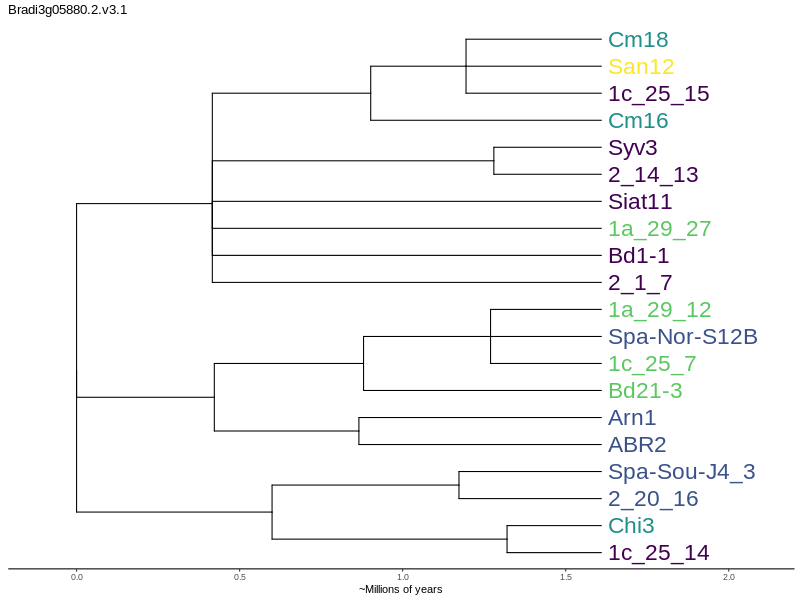 Bradi3g05880.2.v3.1
Cm18
San12
1c_25_15
Cm16
Syv3
2_14_13
Siat11
1a_29_27
Bd1-1
2_1_7
1a_29_12
Spa-Nor-S12B
1c_25_7
Bd21-3
Arn1
ABR2
Spa-Sou-J4_3
2_20_16
Chi3
1c_25_14
0.0 0.5 1.0 1.5 2.0
~Millions of years